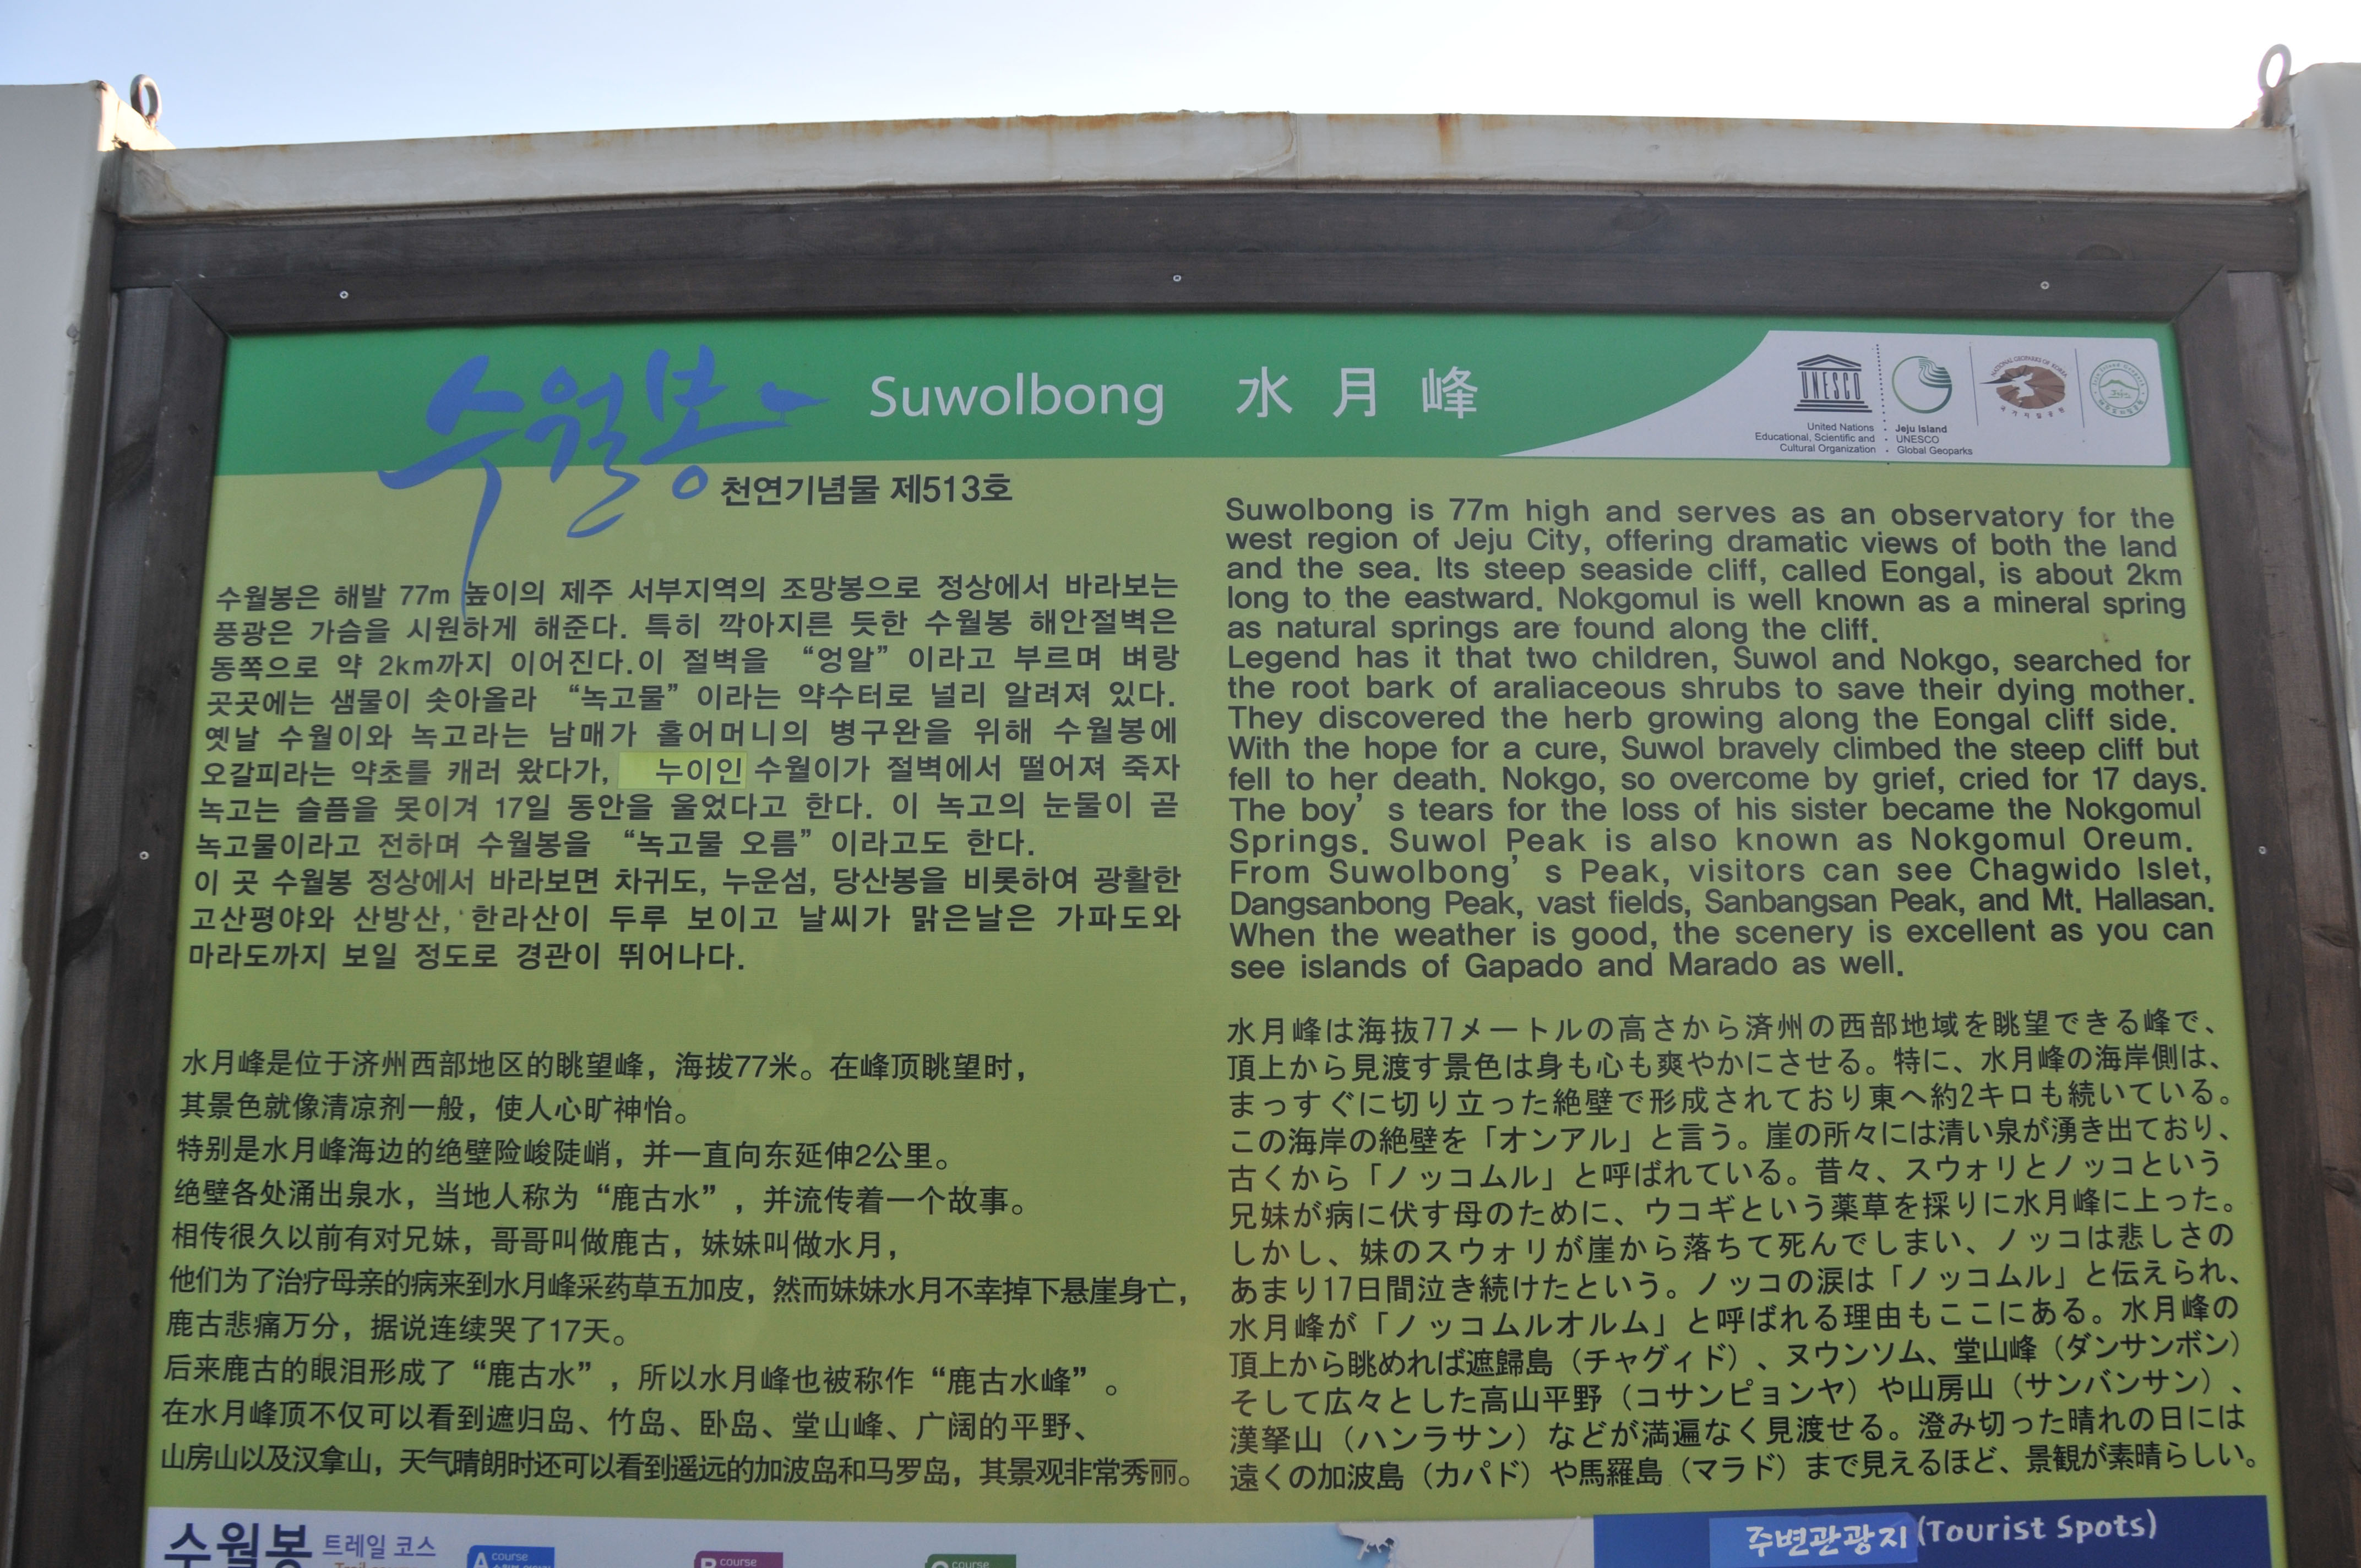 수월봉 Suwolbong 水月峰
UNESCO
United Nations
Educational, Scientific and
Cultural Organization
Jeju Island
UNESCO
Global Geoparks
NATIONAL GEOPARKS OF KOREA
천연기념물 제513호
수월봉은 해발 77m 높이의 제주 서부지역의 조망봉으로 정상에서 바라보는
풍광은 가슴을 시원하게 해준다. 특히 깍아지른 듯한 수월봉 해안절벽은
동쪽으로 약 2km까지 이어진다.이 절벽을 “엉알”이라고 부르며 벼랑
곳곳에는 샘물이 솟아올라 “녹고물”이라는 약수터로 널리 알려져 있다.
옛날 수월이와 녹고라는 남매가 홀어머니의 병구완을 위해 수월봉에
오갈피라는 약초를 캐러 왔다가, 누이인 수월이가 절벽에서 떨어져 죽자
녹고는 슬픔을 못이겨 17일 동안을 울었다고 한다. 이 녹고의 눈물이 곧
녹고물이라고 전하며 수월봉을 “녹고물 오름”이라고도 한다.
이 곳 수월봉 정상에서 바라보면 차귀도, 누운섬, 당산봉을 비롯하여 광활한
고산평야와 산방산, 한라산이 두루 보이고 날씨가 맑은날은 가파도와
마라도까지 보일 정도로 경관이 뛰어나다.
Suwolbong is 77m high and serves as an observatory for the
west region of Jeju City, offering dramatic views of both the land
and the sea. Its steep seaside cliff, called Eongal, is about 2km
long to the eastward. Nokgomul is well known as a mineral spring
as natural springs are found along the cliff.
Legend has it that two children, Suwol and Nokgo, searched for
the root bark of araliaceous shrubs to save their dying mother.
They discovered the herb growing along the Eongal cliff side.
With the hope for a cure, Suwol bravely climbed the steep cliff but
fell to her death. Nokgo, so overcome by grief, cried for 17 days.
The boy’s tears for the loss of his sister became the Nokgomul
Springs. Suwol Peak is also known as Nokgomul Oreum.
From Suwolbong’s Peak, visitors can see Chagwido Islet,
Dangsanbong Peak, vast fields, Sanbangsan Peak, and Mt. Hallasan.
When the weather is good, the scenery is excellent as you can
see islands of Gapado and Marado as well.
水月峰是位于济州西部地区的眺望峰，海拔77米。在峰顶眺望时，
其景色就像清凉剂一般，使人心旷神怡。
特别是水月峰海边的绝壁险峻陡峭，并一直向东延伸2公里。
绝壁各处涌出泉水，当地人称为“鹿古水”，并流传着一个故事。
相传很久以前有对兄妹，哥哥叫做鹿古，妹妹叫做水月，
他们为了治疗母亲的病来到水月峰采药草五加皮，然而妹妹水月不幸掉下悬崖身亡，
鹿古悲痛万分，据说连续哭了17天。
后来鹿古的眼泪形成了“鹿古水”，所以水月峰也被称作“鹿古水峰”。
在水月峰顶不仅可以看到遮归岛、竹岛、卧岛、堂山峰、广阔的平野、
山房山以及汉拿山，天气晴朗时还可以看到遥远的加波岛和马罗岛，其景观非常秀丽。
水月峰は海抜77メートルの高さから済州の西部地域を眺望できる峰で、
頂上から見渡す景色は身も心も爽やかにさせる。特に、水月峰の海岸側は、
まっすぐに切り立った絶壁で形成されており東へ約2キロも続いている。
この海岸の絶壁を「オンアル」と言う。崖の所々には清い泉が湧き出ており、
古くから「ノッコムル」と呼ばれている。昔々、スウォリとノッコという
兄妹が病に伏す母のために、ウコギという薬草を採りに水月峰に上った。
しかし、妹のスウォリが崖から落ちて死んでしまい、ノッコは悲しさの
あまり17日間泣き続けたという。ノッコの涙は「ノッコムル」と伝えられ、
水月峰が「ノッコムルオルム」と呼ばれる理由もここにある。水月峰の
頂上から眺めれば遮歸島（チャグィド）、ヌウンソム、堂山峰（ダンサンボン）
そして広々とした高山平野（コサンピョンヤ）や山房山（サンバンサン）、
漢拏山（ハンラサン）などが満遍なく見渡せる。澄み切った晴れの日には
遠くの加波島（カパド）や馬羅島（マラド）まで見えるほど、景観が素晴らしい。
수월봉 트레일 코스
A course
B course
course
주변관광지(Tourist Spots)